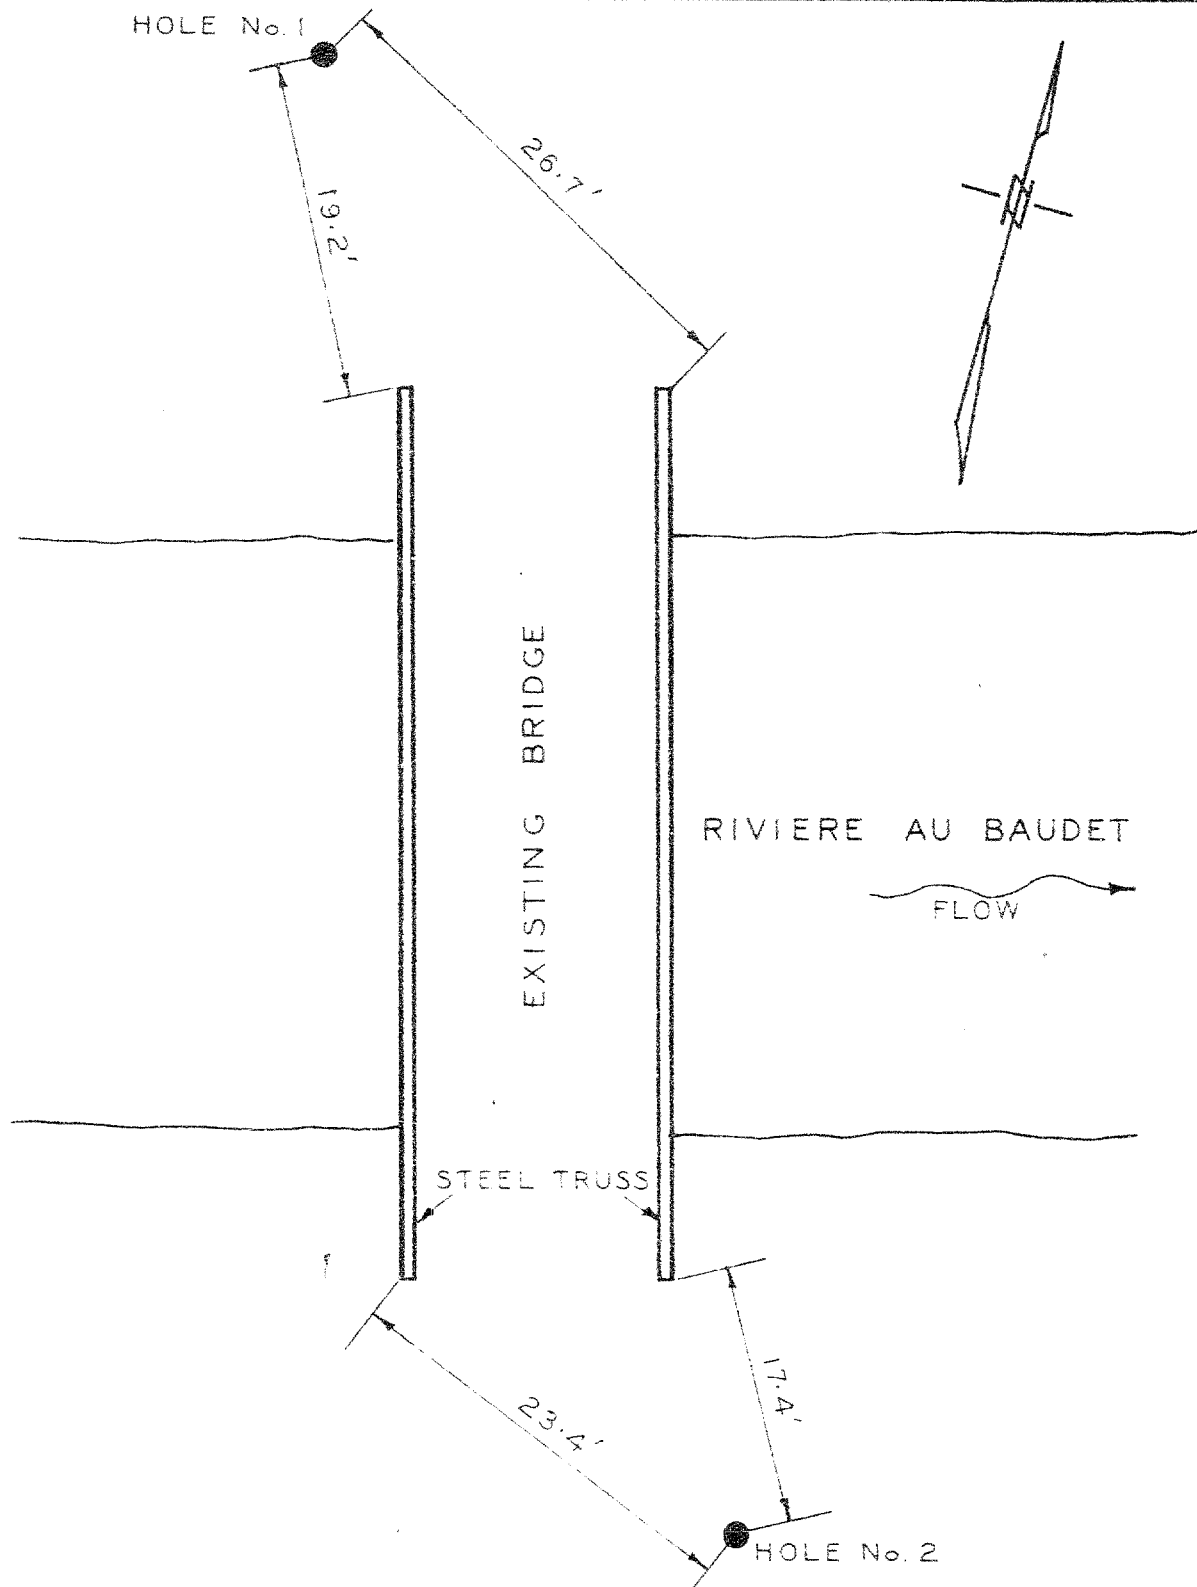 HOLE No. 1
26.7'
19.2'
N
EXISTING BRIDGE
RIVIERE AU BAUDET
FLOW
STEEL TRUSS
17.4'
23.4'
HOLE No. 2